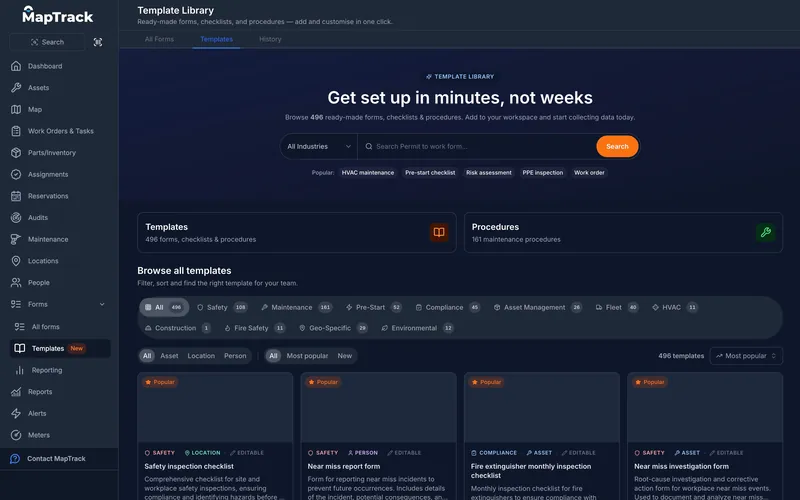 MapTrack
Search
Dashboard
Assets
Map
Work Orders & Tasks
Parts/Inventory
Assignments
Reservations
Audits
Maintenance
Locations
People
Forms
All forms
Templates New
Reporting
Reports
Alerts
Meters
Contact MapTrack
Template Library
Ready-made forms, checklists, and procedures — add and customise in one click.
All Forms Templates History
TEMPLATE LIBRARY
Get set up in minutes, not weeks
Browse 496 ready-made forms, checklists & procedures. Add to your workspace and start collecting data today.
All Industries Search Permit to work form... Search
Popular: HVAC maintenance Pre-start checklist Risk assessment PPE inspection Work order
Templates
496 forms, checklists & procedures
Procedures
161 maintenance procedures
Browse all templates
Filter, sort and find the right template for your team.
All 496 Safety 108 Maintenance 161 Pre-Start 52 Compliance 45 Asset Management 26 Fleet 40 HVAC 11
Construction 1 Fire Safety 11 Geo-Specific 29 Environmental 12
All Asset Location Person All Most popular New 496 templates Most popular
Popular Popular Popular Popular
SAFETY · LOCATION · EDITABLE
Safety inspection checklist
Comprehensive checklist for site and
workplace safety inspections, ensuring
compliance and identifying hazards before
SAFETY · PERSON · EDITABLE
Near miss report form
Form for reporting near miss incidents to
prevent future occurrences. Includes details
of the incident, potential consequences, an...
COMPLIANCE · ASSET · EDITABLE
Fire extinguisher monthly inspection
checklist
Monthly inspection checklist for fire
extinguishers to ensure compliance with
SAFETY · ASSET · EDITABLE
Near miss investigation form
Root-cause investigation and corrective
action form for workplace near miss events.
Used to document and analyze near miss